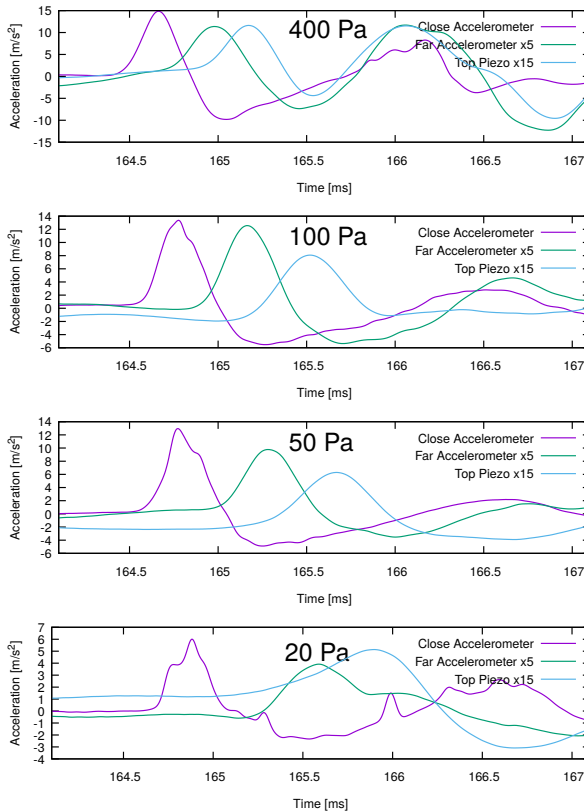 400 Pa
Close Accelerometer
Far Accelerometer x5
Top Piezo x15
Acceleration [m/s²]
15
10
5
0
-5
-10
-15
164.5 165 165.5 166 166.5 167
Time [ms]
100 Pa
Close Accelerometer
Far Accelerometer x5
Top Piezo x15
Acceleration [m/s²]
14
12
10
8
6
4
2
0
-2
-4
-6
164.5 165 165.5 166 166.5 167
Time [ms]
50 Pa
Close Accelerometer
Far Accelerometer x5
Top Piezo x15
Acceleration [m/s²]
14
12
10
8
6
4
2
0
-2
-4
-6
164.5 165 165.5 166 166.5 167
Time [ms]
20 Pa
Close Accelerometer
Far Accelerometer x5
Top Piezo x15
Acceleration [m/s²]
7
6
5
4
3
2
1
0
-1
-2
-3
-4
164.5 165 165.5 166 166.5 167
Time [ms]